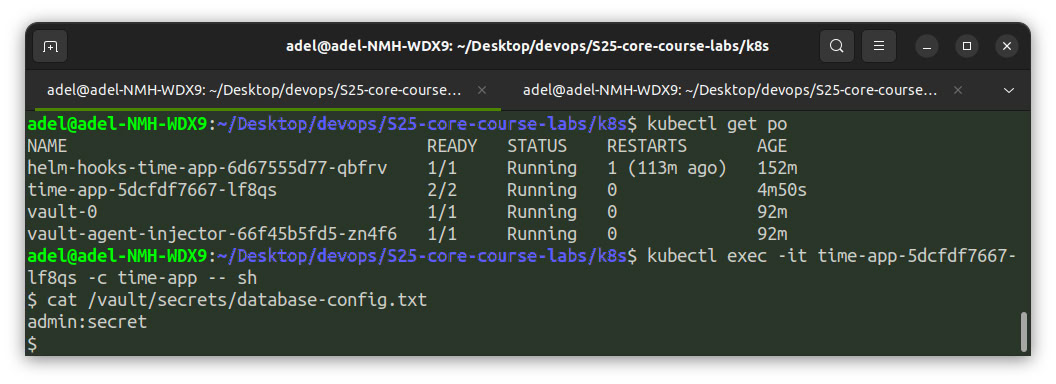 adel@adel-NMH-WDX9: ~/Desktop/devops/S25-core-course-labs/k8s
adel@adel-NMH-WDX9: ~/Desktop/devops/S25-core-course...
adel@adel-NMH-WDX9: ~/Desktop/devops/S25-core-course-labs/k8s...
adel@adel-NMH-WDX9:~/Desktop/devops/S25-core-course-labs/k8s$ kubectl get po
NAME READY STATUS RESTARTS AGE
helm-hooks-time-app-6d67555d77-qbfrv 1/1 Running 1 (113m ago) 152m
time-app-5dcfdf7667-lf8qs 2/2 Running 0 4m50s
vault-0 1/1 Running 0 92m
vault-agent-injector-66f45b5fd5-zn4f6 1/1 Running 0 92m
adel@adel-NMH-WDX9:~/Desktop/devops/S25-core-course-labs/k8s$ kubectl exec -it time-app-5dcfdf7667-
lf8qs -c time-app -- sh
$ cat /vault/secrets/database-config.txt
admin:secret
$